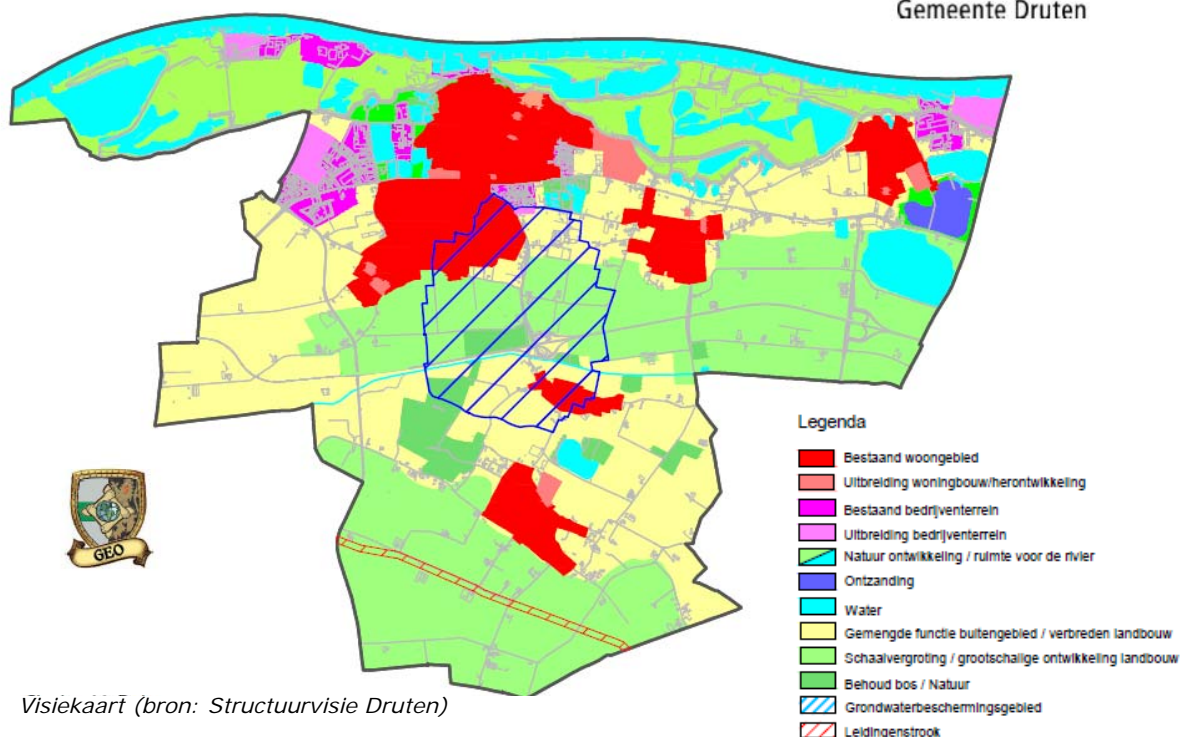 Gemeente Druten
Legenda
Bestaand woongebied
Uitbreiding woningbouw/herontwikkeling
Bestaand bedrijventerrein
Uitbreiding bedrijventerrein
Natuur ontwikkeling / ruimte voor de rivier
Ontzanding
Water
Gemengde functie buitengebied / verbreden landbouw
Schaalvergroting / grootschalige ontwikkeling landbouw
Behoud bos / Natuur
Grondwaterbeschermingsgebied
Leidingenstrook
GEO
Visiekaart (bron: Structuurvisie Druten)